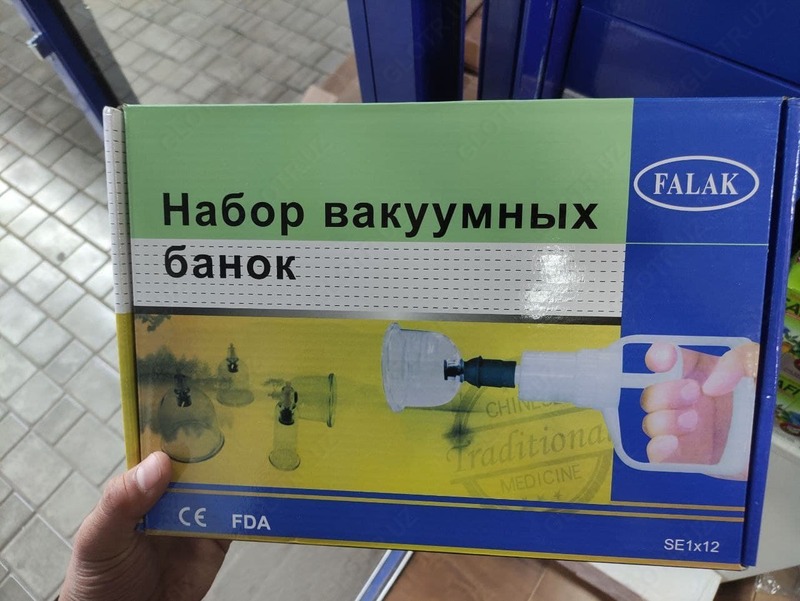 FALAK
Набор вакуумных
банок
CHINESE
Traditional
MEDICINE
CE FDA
SE1x12